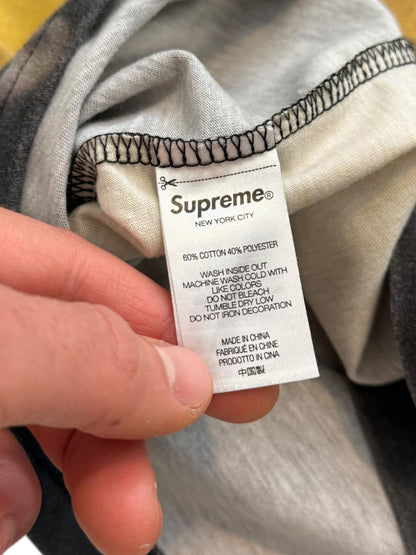 Supreme®
NEW YORK CITY
60% COTTON 40% POLYESTER
WASH INSIDE OUT
MACHINE WASH COLD WITH
LIKE COLORS
DO NOT BLEACH
TUMBLE DRY LOW
DO NOT IRON DECORATION
MADE IN CHINA
FABRIQUÉ EN CHINE
PRODOTTO IN CINA
中国製